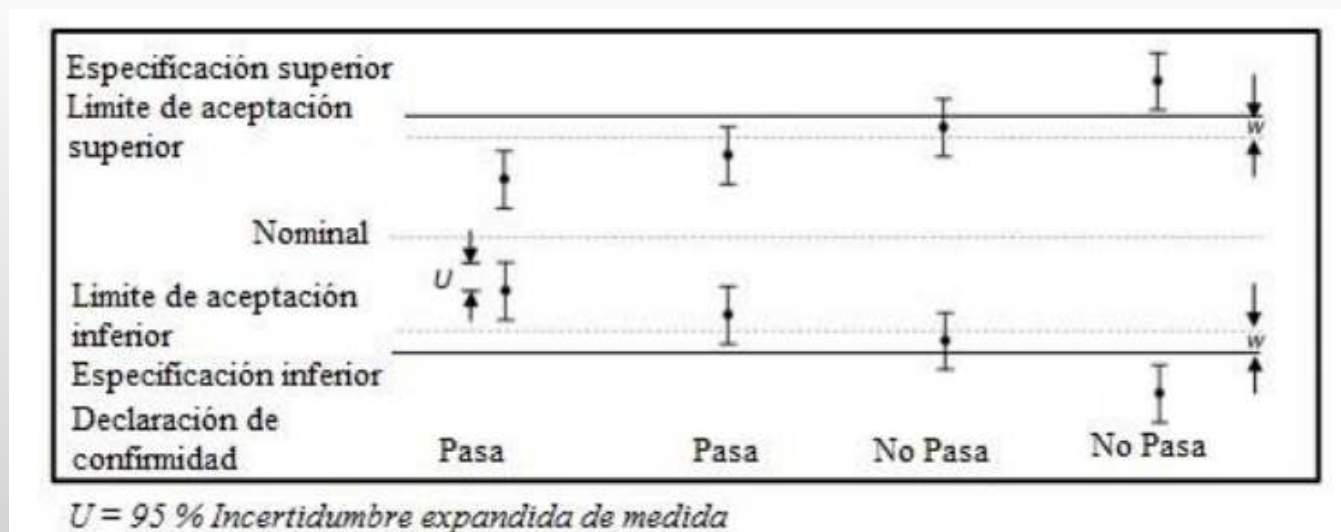 Especificación superior
Limite de aceptación
superior
w
Nominal
U
Limite de aceptación
inferior
w
Especificación inferior
Declaración de
confirmidad
Pasa
Pasa
No Pasa
No Pasa
U = 95 % Incertidumbre expandida de medida